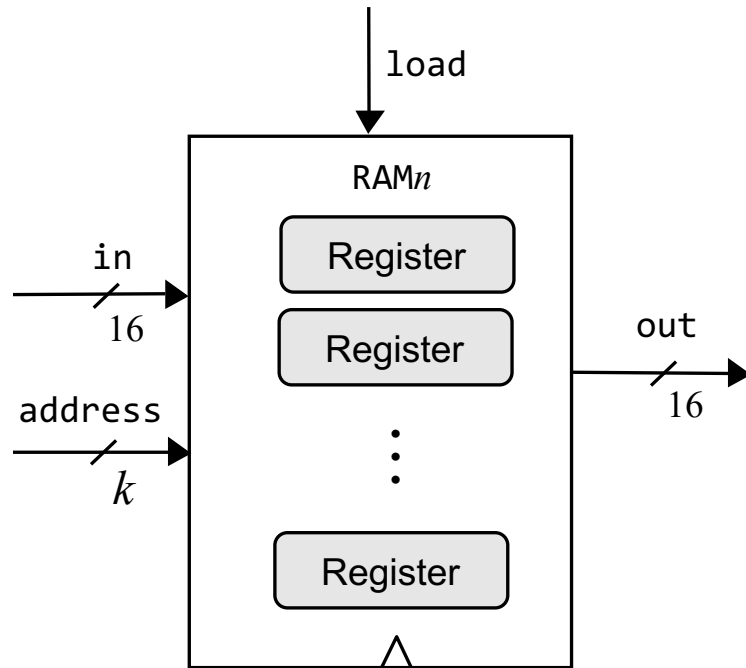 load
RAMn
Register
in
16
Register
out
16
address
k
Register